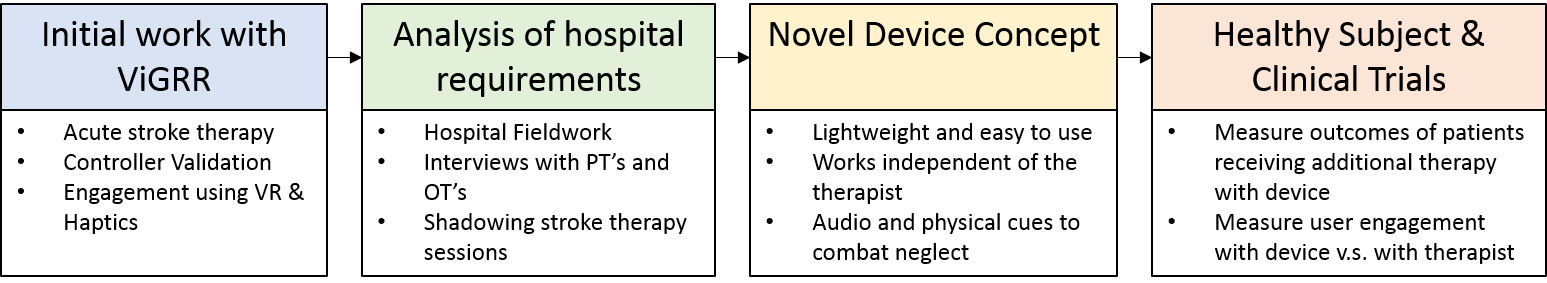 Initial work with
ViGRR
• Acute stroke therapy
• Controller Validation
• Engagement using VR &
Haptics
Analysis of hospital
requirements
• Hospital Fieldwork
• Interviews with PT’s and
OT’s
• Shadowing stroke therapy
sessions
Novel Device Concept
• Lightweight and easy to use
• Works independent of the
therapist
• Audio and physical cues to
combat neglect
Healthy Subject &
Clinical Trials
• Measure outcomes of patients
receiving additional therapy
with device
• Measure user engagement
with device v.s. with therapist